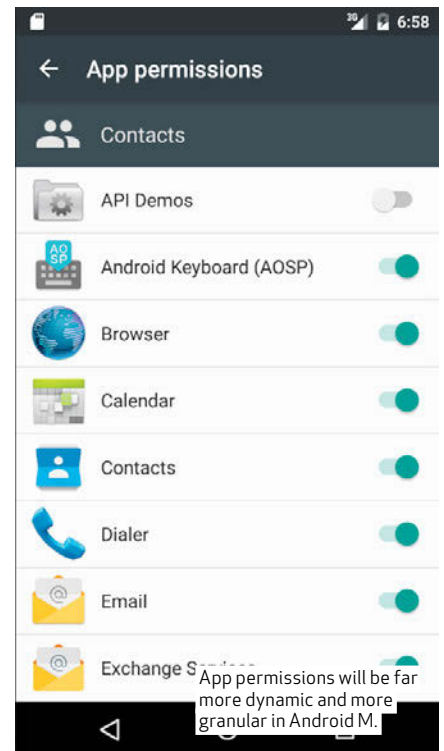 3G 6:58
App permissions
Contacts
API Demos
AOSP
Android Keyboard (AOSP)
Browser
Calendar
Contacts
Dialer
@
Email
@
Exchange
App permissions will be far
more dynamic and more
granular in Android M.